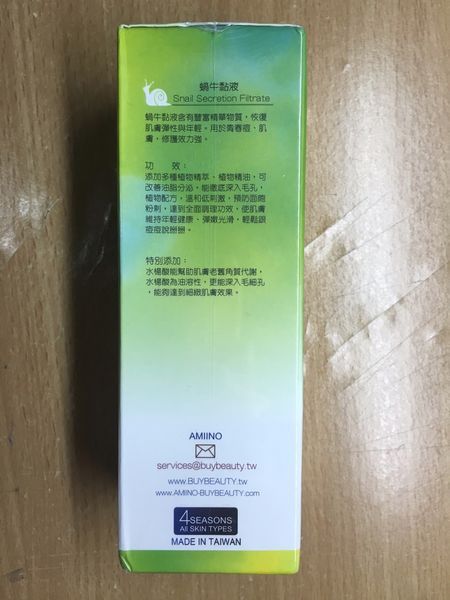 蝸牛黏液
Snail Secretion Filtrate
蝸牛黏液含有豐富精華物質，恢復
肌膚彈性與年輕。用於青春痘、肌
膚，修護效力強。
功　效：
添加多種植物精萃、植物精油，可
改善油脂分泌，能徹底深入毛孔，
植物配方，溫和低刺激，預防面皰
粉刺，達到全面調理功效，使肌膚
維持年輕健康、彈嫩光滑，輕鬆跟
痘痘說掰掰。
特別添加：
水楊酸能幫助肌膚老舊角質代謝，
水楊酸為油溶性，更能深入毛細孔
，能夠達到細緻肌膚效果。
AMIINO
services@buybeauty.tw
www.BUYBEAUTY.tw
www.AMIINO-BUYBEAUTY.com
4SEASONS
All SKIN TYPES
MADE IN TAIWAN